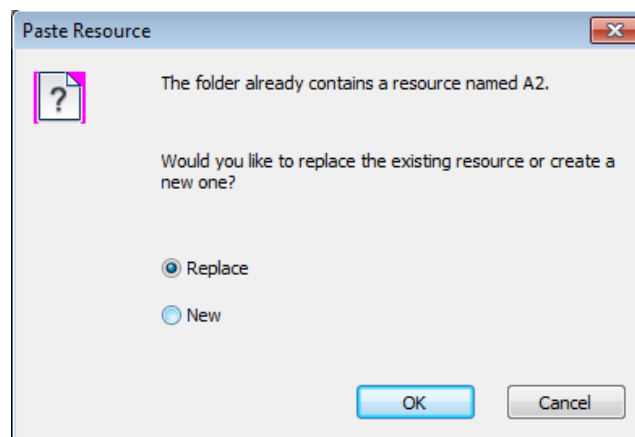 Paste Resource
The folder already contains a resource named A2.
Would you like to replace the existing resource or create a
new one?
Replace
New
OK
Cancel